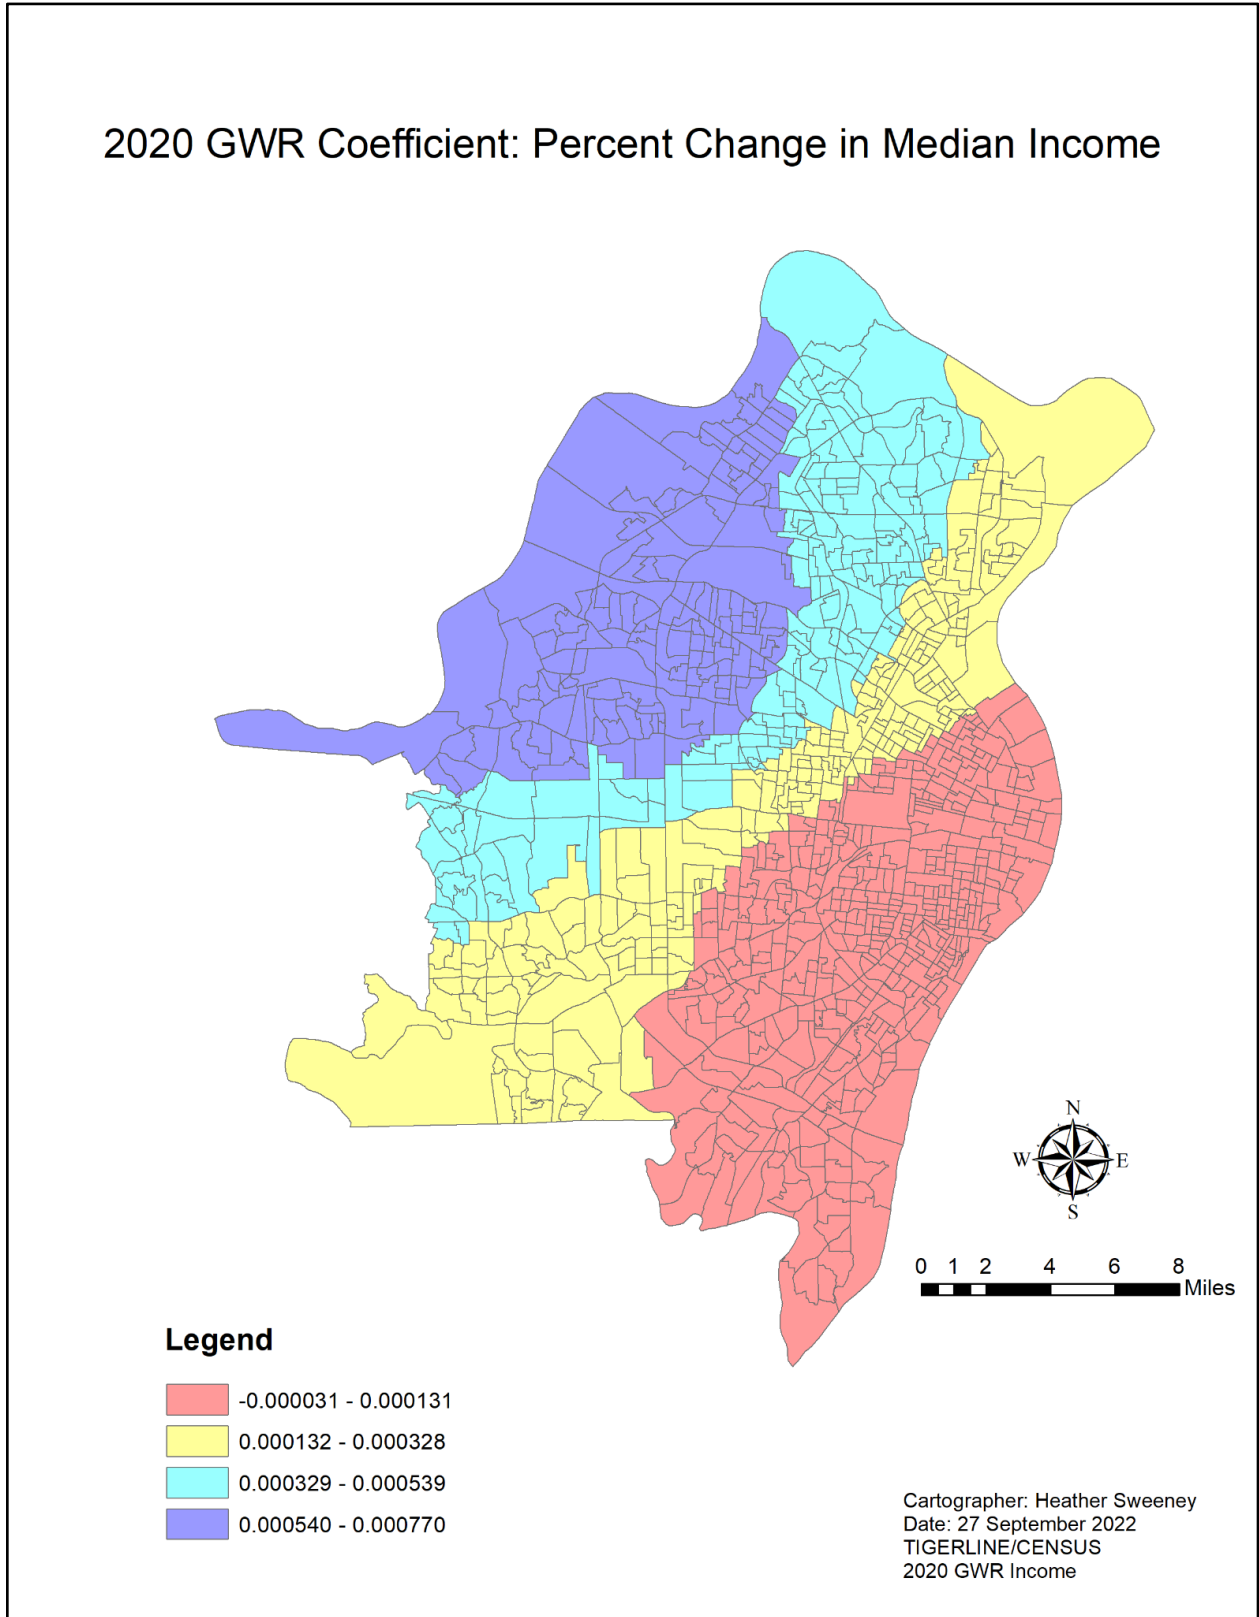 2020 GWR Coefficient: Percent Change in Median Income
N
W E
S
0 1 2 4 6 8
Miles
Legend
-0.000031 - 0.000131
0.000132 - 0.000328
0.000329 - 0.000539
0.000540 - 0.000770
Cartographer: Heather Sweeney
Date: 27 September 2022
TIGERLINE/CENSUS
2020 GWR Income